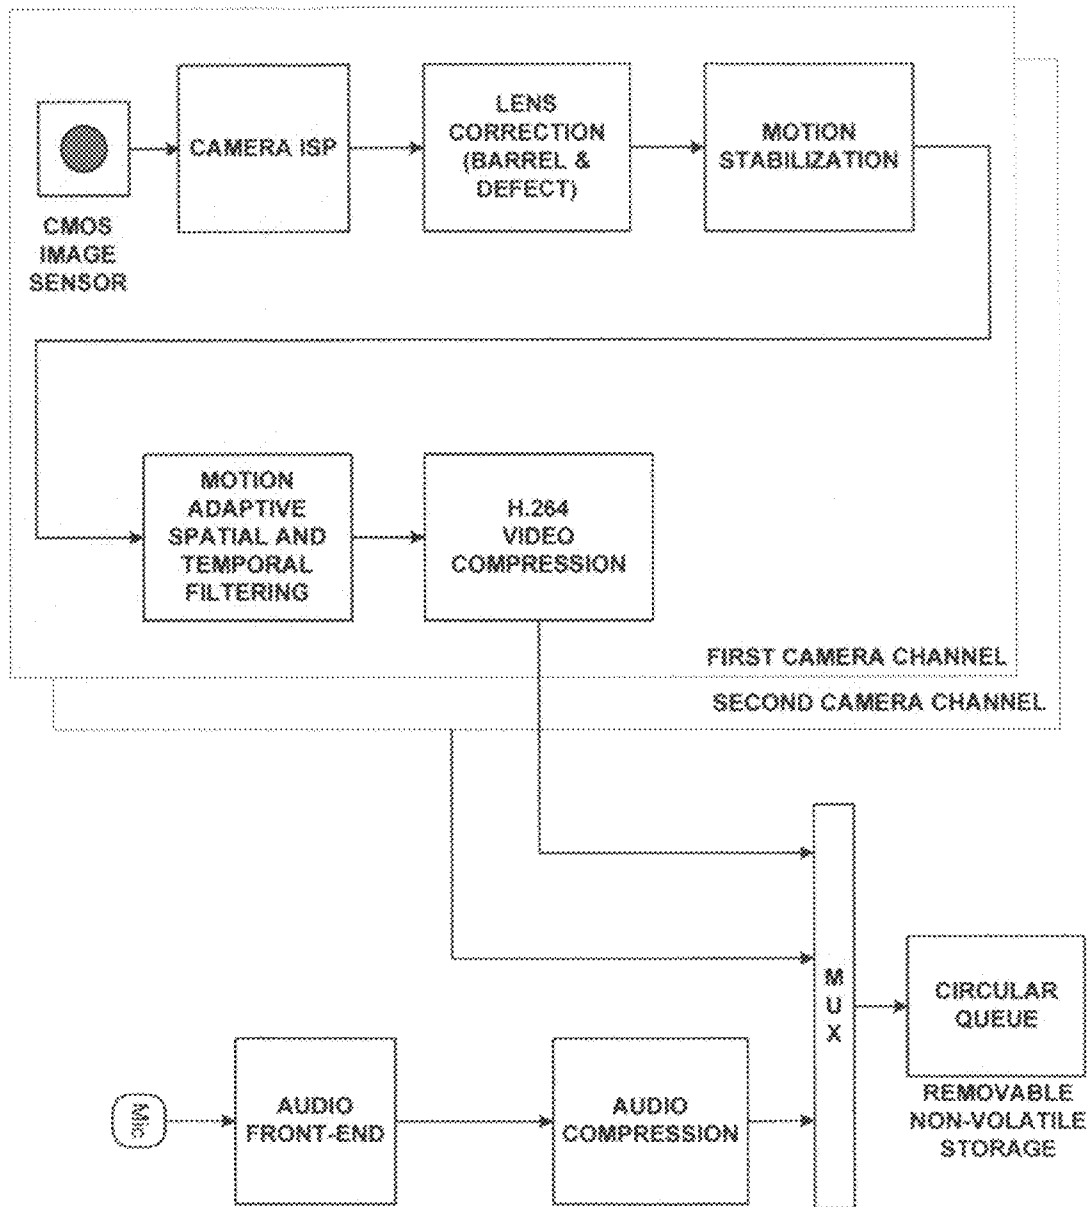 CAMERA ISP
LENS
CORRECTION
(BARREL &
DEFECT)
MOTION
STABILIZATION
CMOS
IMAGE
SENSOR
MOTION
ADAPTIVE
SPATIAL AND
TEMPORAL
FILTERING
H.264
VIDEO
COMPRESSION
FIRST CAMERA CHANNEL
SECOND CAMERA CHANNEL
MUX
CIRCULAR
QUEUE
REMOVABLE
NON-VOLATILE
STORAGE
Mic
AUDIO
FRONT-END
AUDIO
COMPRESSION